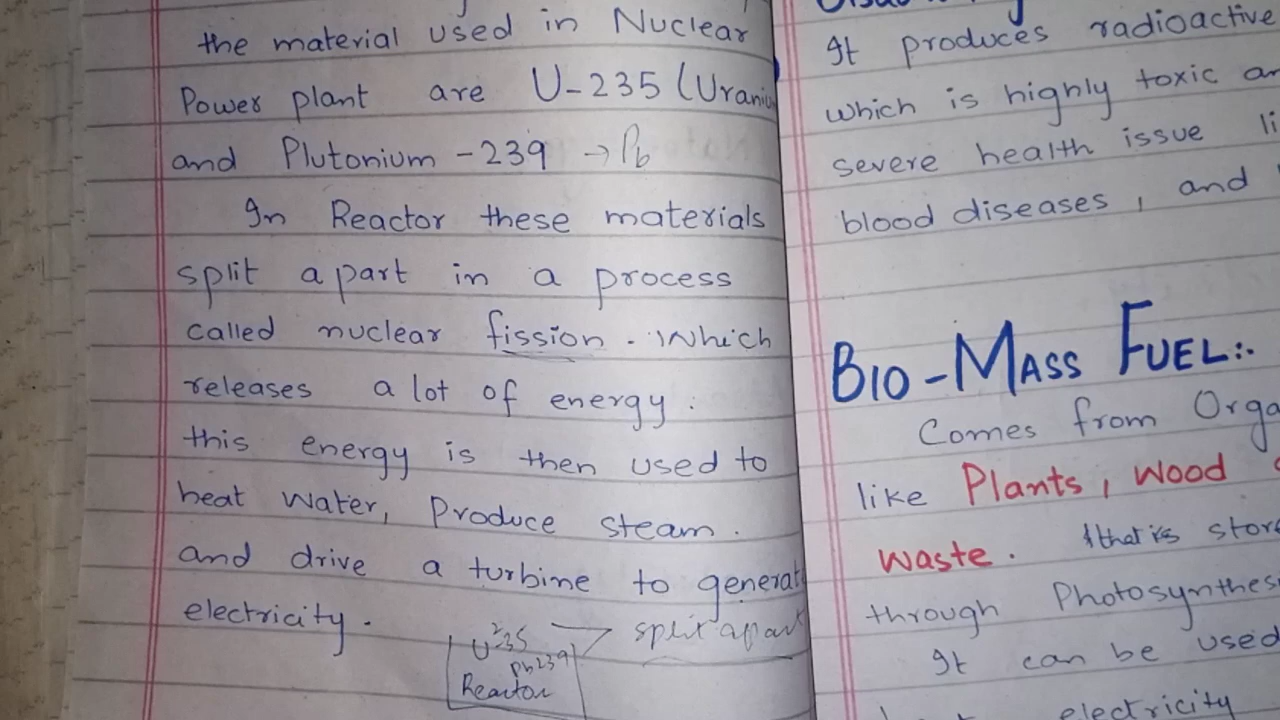 the material used in Nuclear
Power plant are U-235 (Uraniu
and Plutonium -239 → Pb
In Reactor these materials
split apart in a process
called nuclear fission. Which
releases a lot of energy.
this energy is then used to
heat water, Produce steam.
and drive a turbine to generat
electricity.
U235 → split apart
Pb239
Reactor
It produces radioactive
which is highly toxic an
severe health issue li
blood diseases, and
BIO-MASS FUEL:.
Comes from Orga
like Plants, Wood
waste. that is store
through Photosynthes
It can be used
electricity